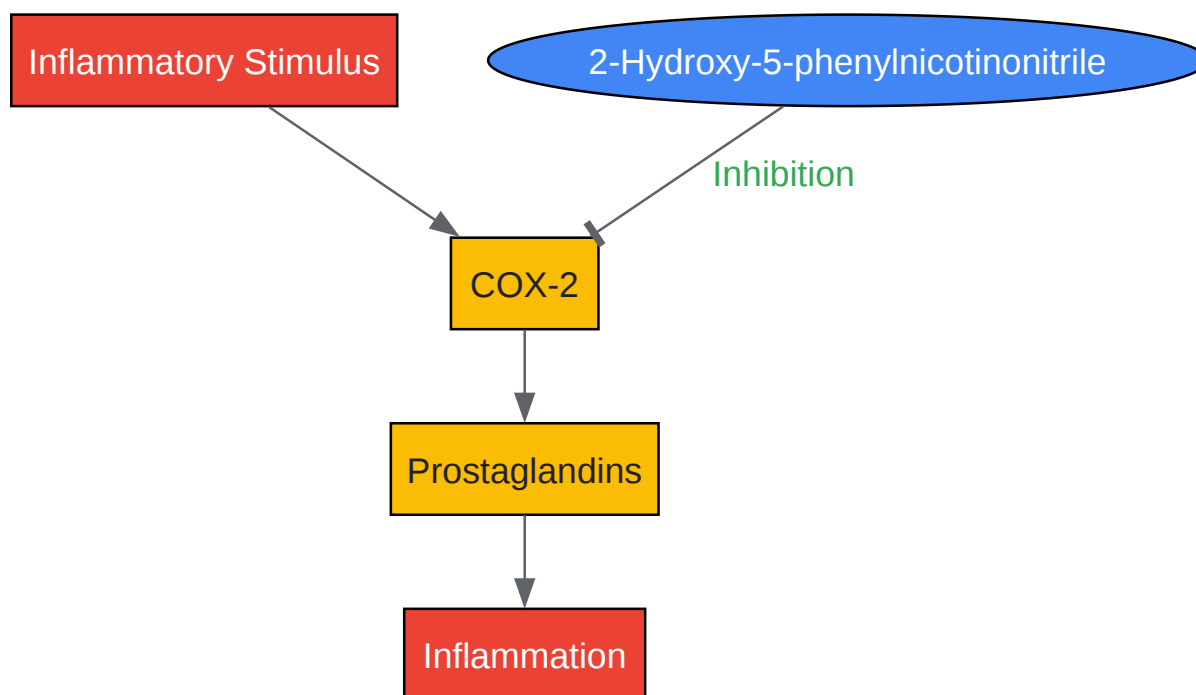 Inflammatory Stimulus
2-Hydroxy-5-phenylnicotinonitrile
Inhibition
COX-2
Prostaglandins
Inflammation